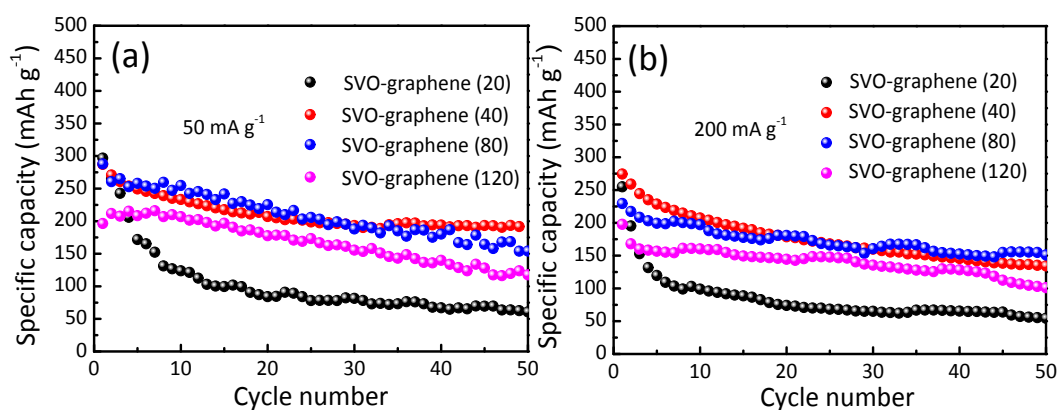 500
450
400
350
300
250
200
150
100
50
0
Specific capacity (mAh g⁻¹)
(a)
50 mA g⁻¹
SVO-graphene (20)
SVO-graphene (40)
SVO-graphene (80)
SVO-graphene (120)
0 10 20 30 40 50
Cycle number
500
450
400
350
300
250
200
150
100
50
0
Specific capacity (mAh g⁻¹)
(b)
200 mA g⁻¹
SVO-graphene (20)
SVO-graphene (40)
SVO-graphene (80)
SVO-graphene (120)
0 10 20 30 40 50
Cycle number